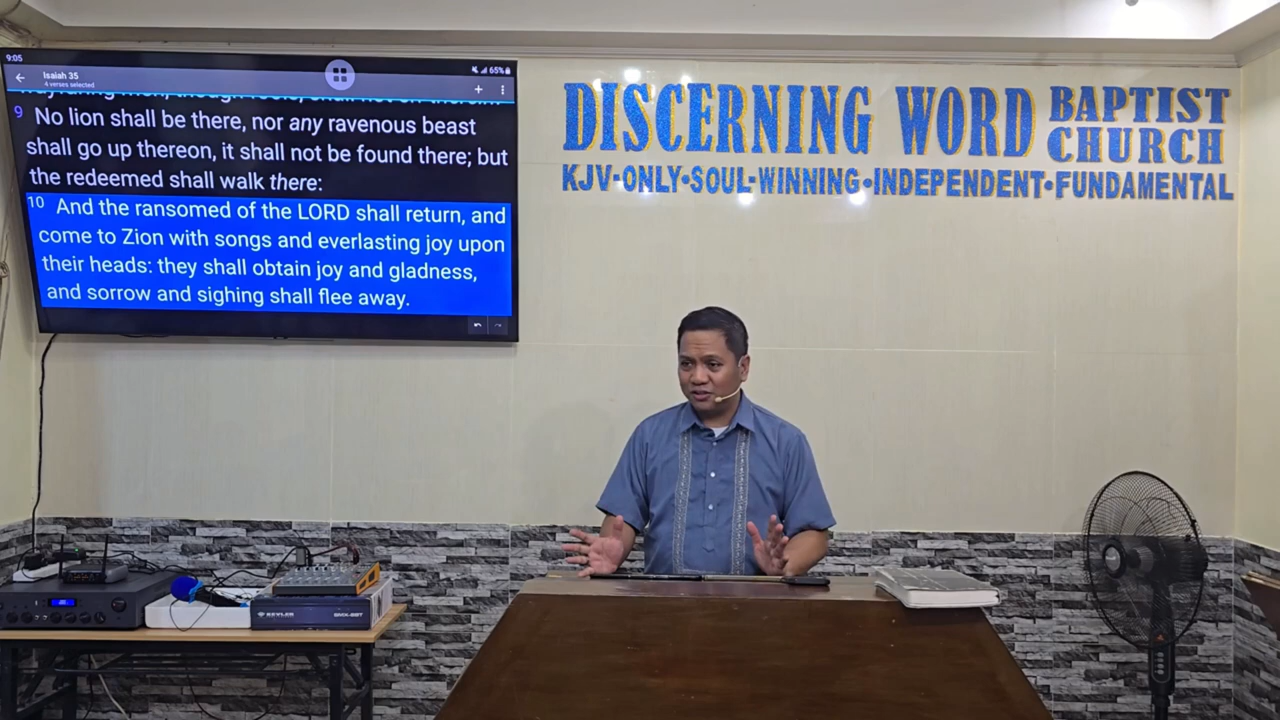 9:05
65%
Isaiah 35
4 verses selected
9 No lion shall be there, nor any ravenous beast
shall go up thereon, it shall not be found there; but
the redeemed shall walk there:
10 And the ransomed of the LORD shall return, and
come to Zion with songs and everlasting joy upon
their heads: they shall obtain joy and gladness,
and sorrow and sighing shall flee away.
DISCERNING WORD BAPTIST
CHURCH
KJV-ONLY•SOUL-WINNING•INDEPENDENT•FUNDAMENTAL
KEVLER